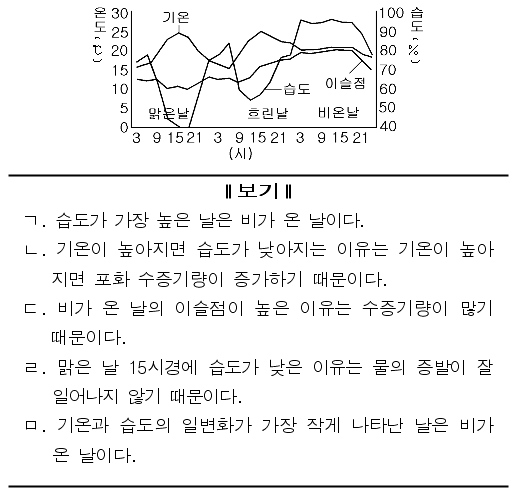 온도(℃) 30 25 20 15 10 5 0
기온
습도
이슬점
맑은날 흐린날 비온날
습도(%) 100 90 80 70 60 50 40
3 9 15 21 3 9 15 21 3 9 15 21
(시)
‖보기‖
ㄱ. 습도가 가장 높은 날은 비가 온 날이다.
ㄴ. 기온이 높아지면 습도가 낮아지는 이유는 기온이 높아
지면 포화 수증기량이 증가하기 때문이다.
ㄷ. 비가 온 날의 이슬점이 높은 이유는 수증기량이 많기
때문이다.
ㄹ. 맑은 날 15시경에 습도가 낮은 이유는 물의 증발이 잘
일어나지 않기 때문이다.
ㅁ. 기온과 습도의 일변화가 가장 작게 나타난 날은 비가
온 날이다.